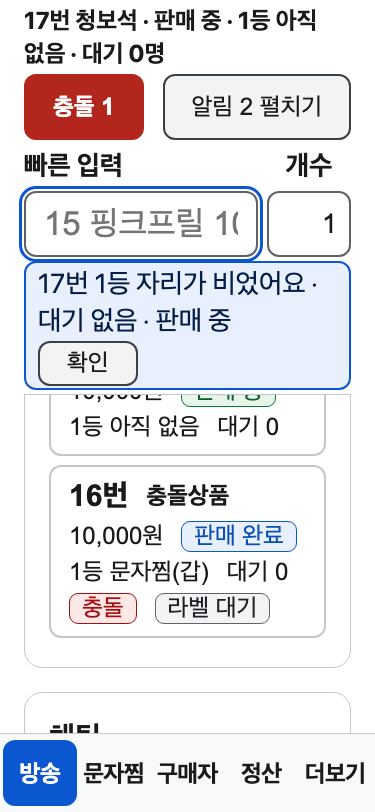 17번 청보석 · 판매 중 · 1등 아직
없음 · 대기 0명
충돌 1
알림 2 펼치기
빠른 입력
개수
15 핑크프릴
1
17번 1등 자리가 비었어요 ·
대기 없음 · 판매 중
확인
1등 아직 없음 대기 0
16번 충돌상품
10,000원 판매 완료
1등 문자찜(갑) 대기 0
충돌 라벨 대기
방송 문자찜 구매자 정산 더보기